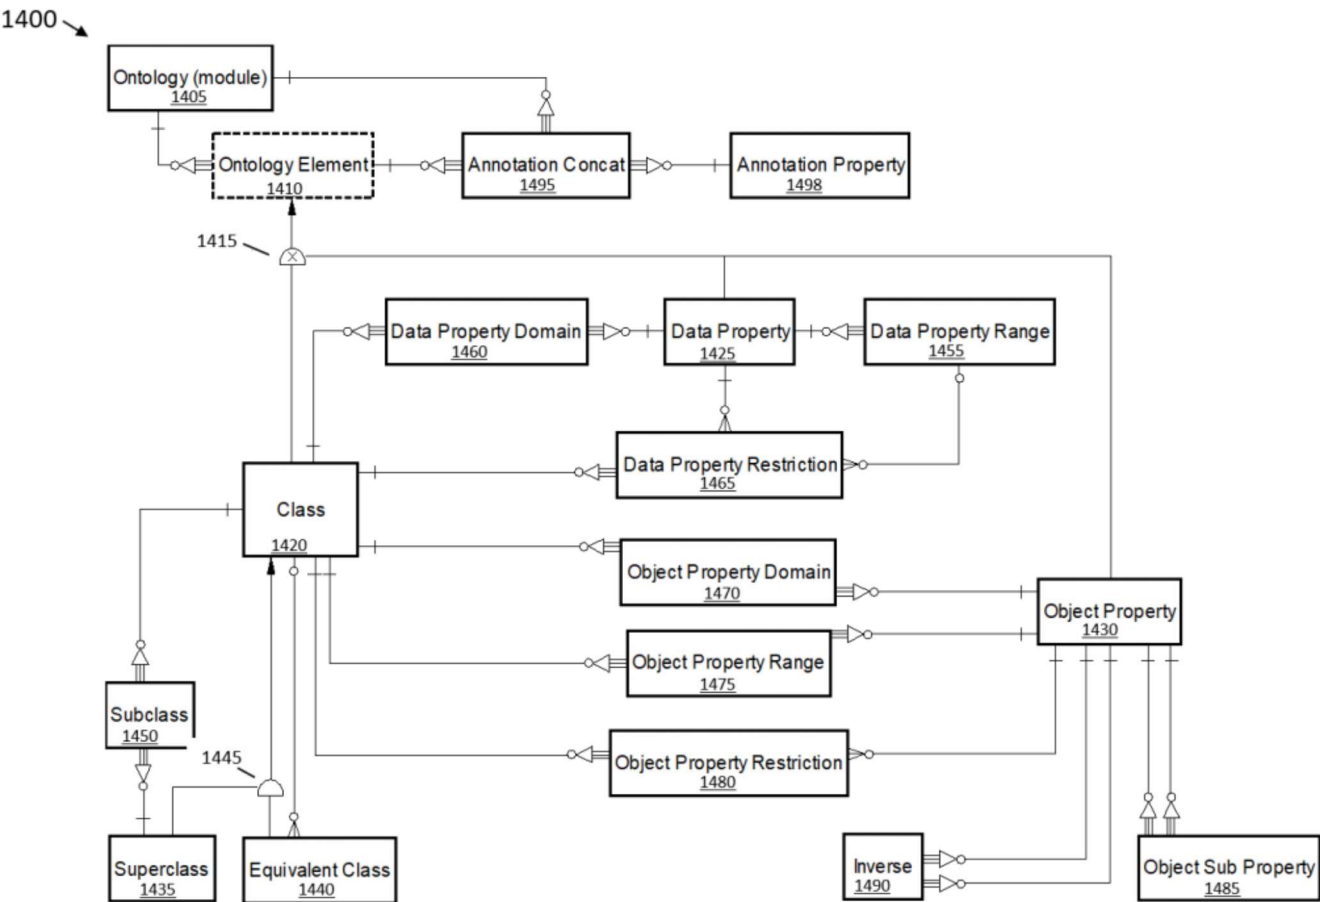 1400
Ontology (module)
1405
Ontology Element
1410
Annotation Concat
1495
Annotation Property
1498
1415
X
Data Property Domain
1460
Data Property
1425
Data Property Range
1455
Data Property Restriction
1465
Class
1420
Object Property Domain
1470
Object Property
1430
Object Property Range
1475
Subclass
1450
1445
Object Property Restriction
1480
Superclass
1435
Equivalent Class
1440
Inverse
1490
Object Sub Property
1485